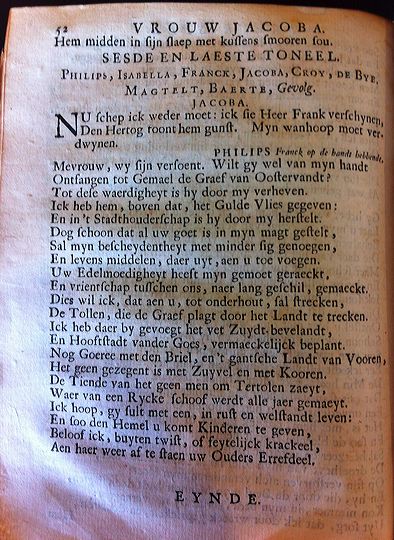 52 VROUW JACOBA.
Hem midden in sijn slaep met kussens smooren sou.
SESDE EN LAESTE TONEEL.
PHILIPS, ISABELLA, FRANCK, JACOBA, CROY, DE BYE,
MAGTELT, BAERTE, Gevolg.
JACOBA.
NU schep ick weder moet: ick sie Heer Frank verschynen,
Den Hertog toont hem gunst. Myn wanhoop moet ver-
dwynen.
PHILIPS Franck op de handt hebbende.
Mevrouw, wy sijn versoent. Wilt gy wel van myn handt
Ontfangen tot Gemael de Graef van Oostervandt?
Tot dese waerdigheyt is hy door my verheven.
Ick heb hem, boven dat, het Gulde Vlies gegeven:
En in't Stadthouderschap is hy door my herstelt.
Dog schoon dat al uw goet is in myn magt gestelt,
Sal myn bescheydentheyt met minder sig genoegen,
En levens middelen, daer uyt, aen u toe voegen.
Uw Edelmoedigheyt heeft myn gemoet geraeckt,
En vrientschap tusschen ons, naer lang geschil, gemaeckt.
Dies wil ick, dat aen u, tot onderhout, sal strecken,
De Tollen, die de Graef plagt door het Landt te trecken.
Ick heb daer by gevoegt het vet Zuydt-bevelandt,
En Hooftstadt vander Goes, vermaeckelijck beplant.
Nog Goeree met den Briel, en't gantsche Landt van Vooren,
Het geen gezegent is met Zuyvel en met Kooren.
De Tiende van het geen men om Tertolen zaeyt,
Waer van een Rycke schoof werdt alle jaer gemaeyt.
Ick hoop, gy sult met een, in rust en welstandt leven:
En soo den Hemel u komt Kinderen te geven,
Beloof ick, buyten twist, of feytelijck krackeel,
Aen haer weer af te staen uw Ouders Erresdeel.
EYNDE.